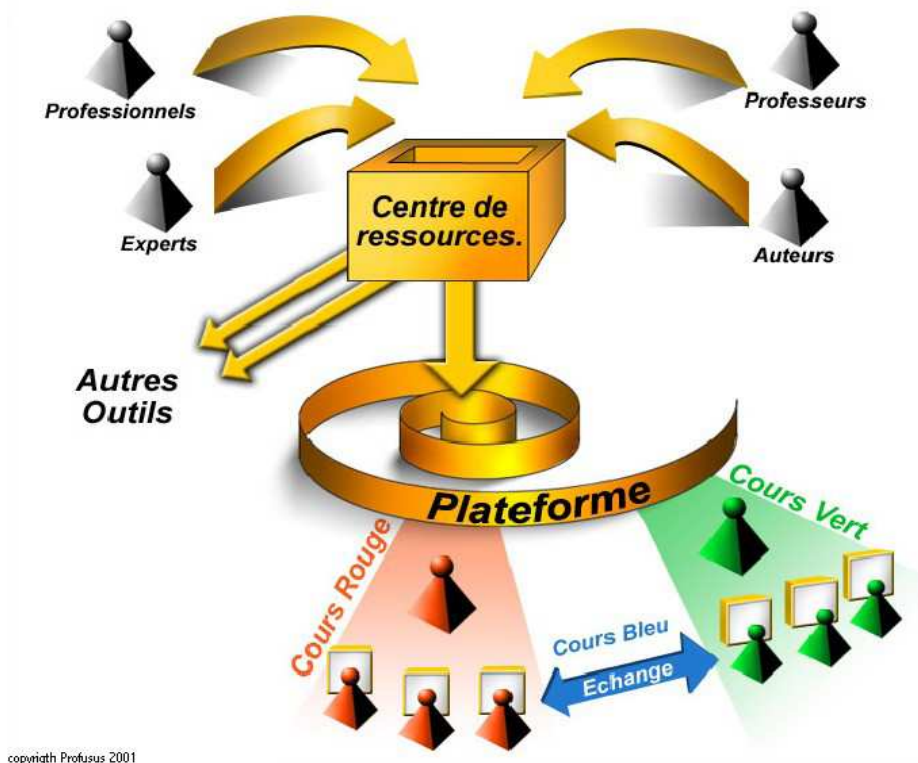 Professionnels
Professeurs
Experts
Auteurs
Centre de
ressources.
Autres
Outils
Plateforme
Cours Rouge
Cours Vert
Cours Bleu
Echange
copyrigth Profusus 2001